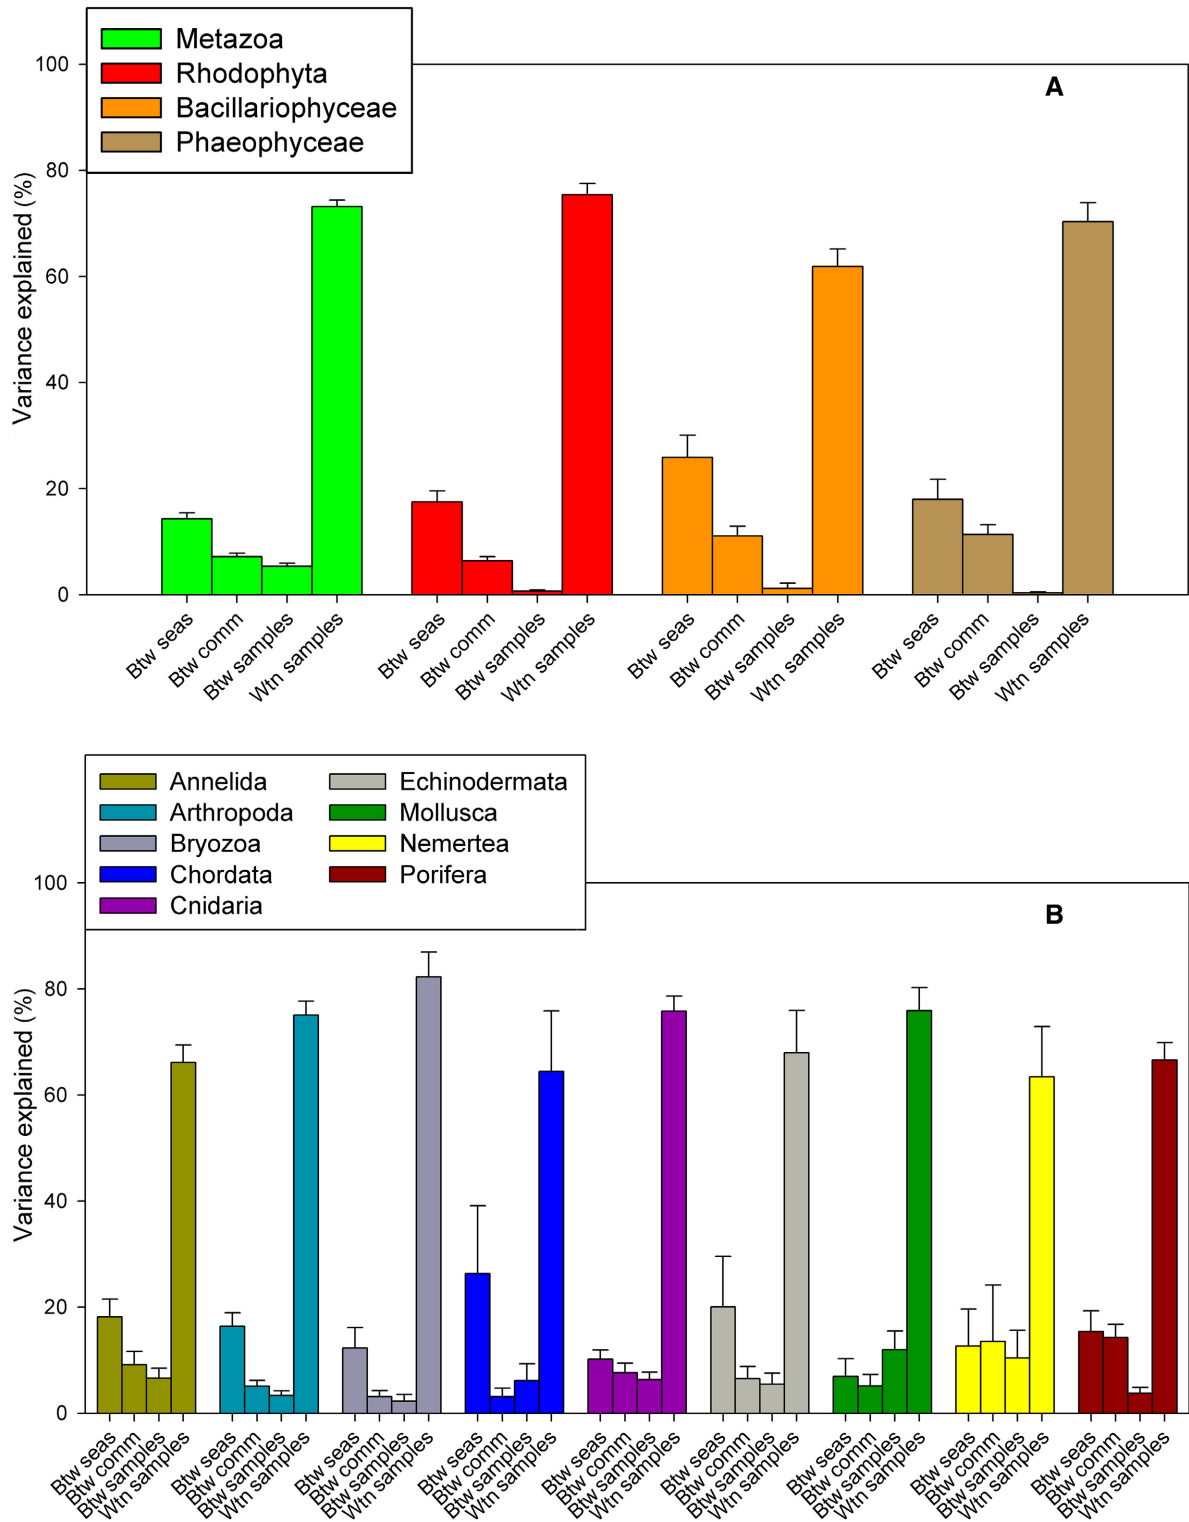 Metazoa
Rhodophyta
Bacillariophyceae
Phaeophyceae
A
Variance explained (%)
100
80
60
40
20
0
Btw seas
Btw comm
Btw samples
Wtn samples
Btw seas
Btw comm
Btw samples
Wtn samples
Btw seas
Btw comm
Btw samples
Wtn samples
Btw seas
Btw comm
Btw samples
Wtn samples
Annelida
Arthropoda
Bryozoa
Chordata
Cnidaria
Echinodermata
Mollusca
Nemertea
Porifera
B
Variance explained (%)
100
80
60
40
20
0
Btw seas
Btw comm
Btw samples
Wtn samples
Btw seas
Btw comm
Btw samples
Wtn samples
Btw seas
Btw comm
Btw samples
Wtn samples
Btw seas
Btw comm
Btw samples
Wtn samples
Btw seas
Btw comm
Btw samples
Wtn samples
Btw seas
Btw comm
Btw samples
Wtn samples
Btw seas
Btw comm
Btw samples
Wtn samples
Btw seas
Btw comm
Btw samples
Wtn samples
Btw seas
Btw comm
Btw samples
Wtn samples